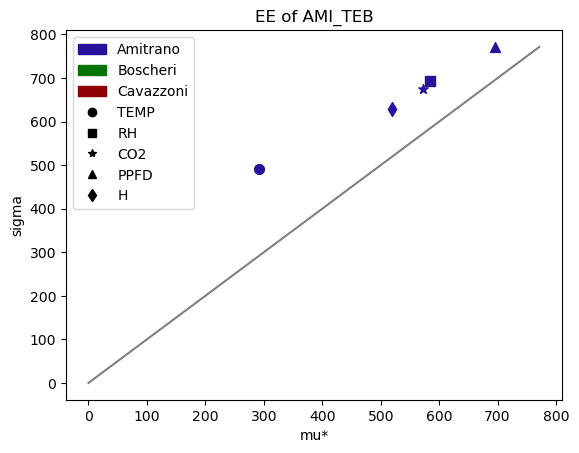 EE of AMI_TEB
Amitrano
Boscheri
Cavazzoni
TEMP
RH
CO2
PPFD
H
800
700
600
500
400
300
200
100
0
sigma
0 100 200 300 400 500 600 700 800
mu*